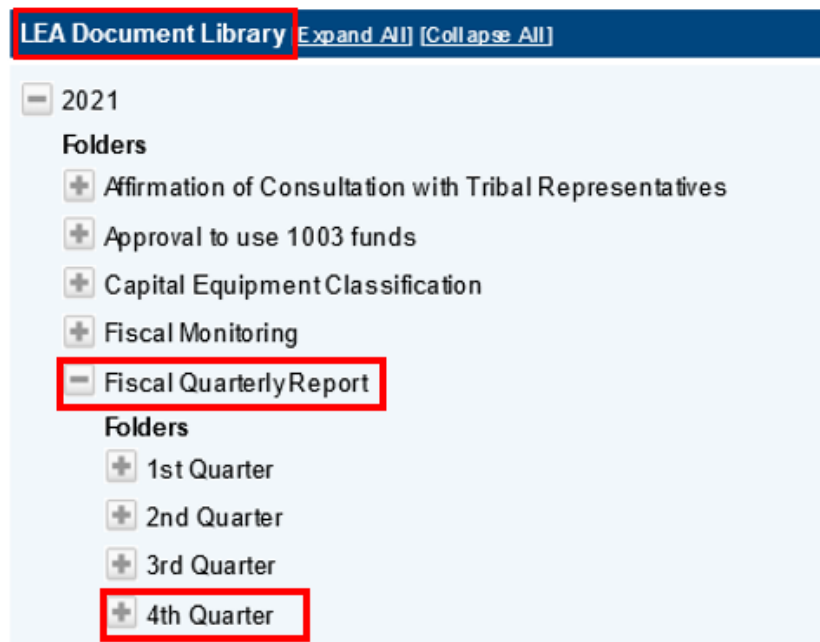 LEA Document Library [Expand All] [Collapse All]
2021
Folders
Affirmation of Consultation with Tribal Representatives
Approval to use 1003 funds
Capital Equipment Classification
Fiscal Monitoring
Fiscal Quarterly Report
Folders
1st Quarter
2nd Quarter
3rd Quarter
4th Quarter